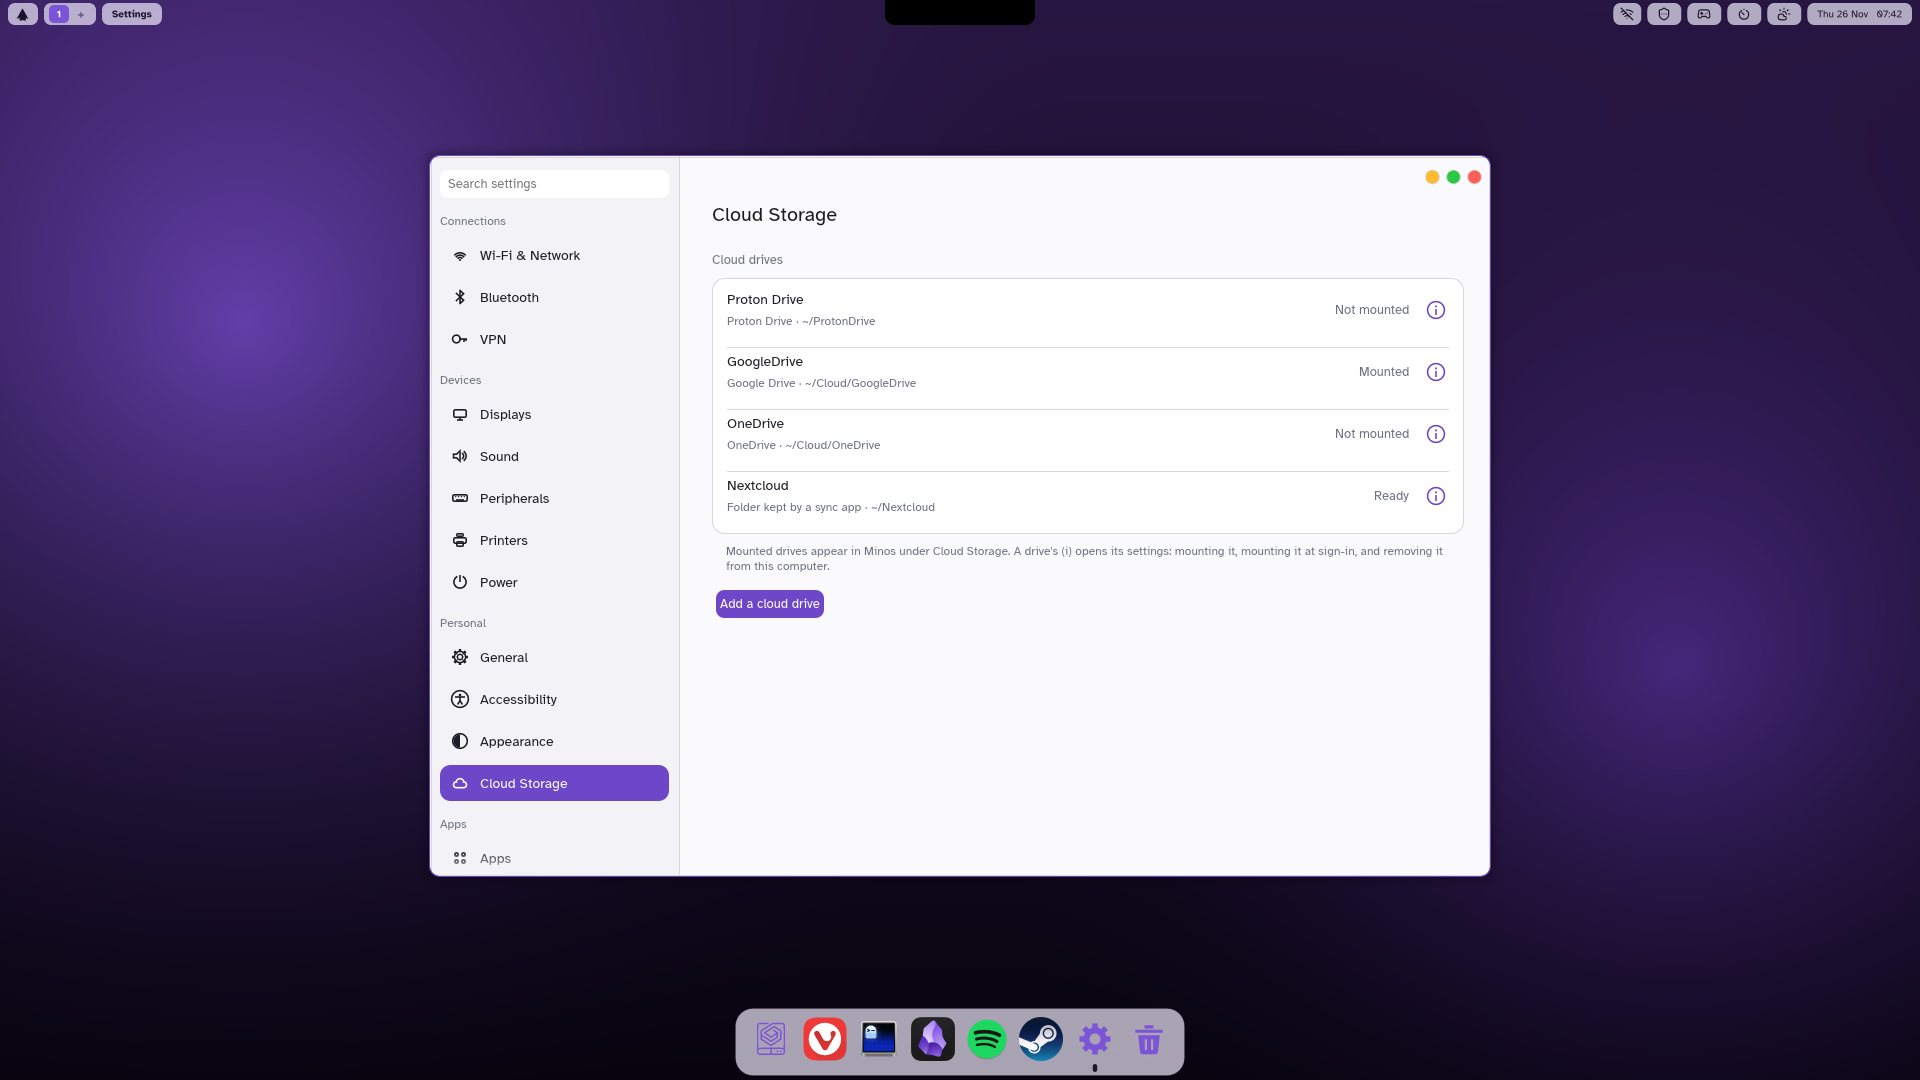 1 +
Settings
Thu 26 Nov 07:42
Search settings
Connections
Wi-Fi & Network
Bluetooth
VPN
Devices
Displays
Sound
Peripherals
Printers
Power
Personal
General
Accessibility
Appearance
Cloud Storage
Apps
Apps
Cloud Storage
Cloud drives
Proton Drive
Proton Drive · ~/ProtonDrive
Not mounted
GoogleDrive
Google Drive · ~/Cloud/GoogleDrive
Mounted
OneDrive
OneDrive · ~/Cloud/OneDrive
Not mounted
Nextcloud
Folder kept by a sync app · ~/Nextcloud
Ready
Mounted drives appear in Minos under Cloud Storage. A drive's (i) opens its settings: mounting it, mounting it at sign-in, and removing it
from this computer.
Add a cloud drive